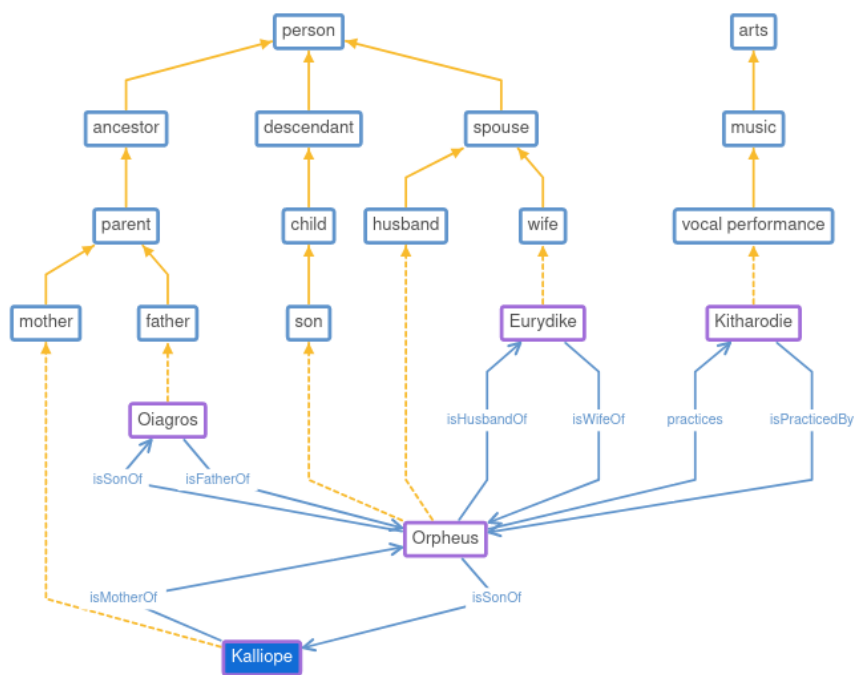 person
arts
ancestor
descendant
spouse
music
parent
child
husband
wife
vocal performance
mother
father
son
Eurydike
Kitharodie
Oiagros
isHusbandOf
isWifeOf
practices
isPracticedBy
isSonOf
isFatherOf
Orpheus
isMotherOf
isSonOf
Kalliope